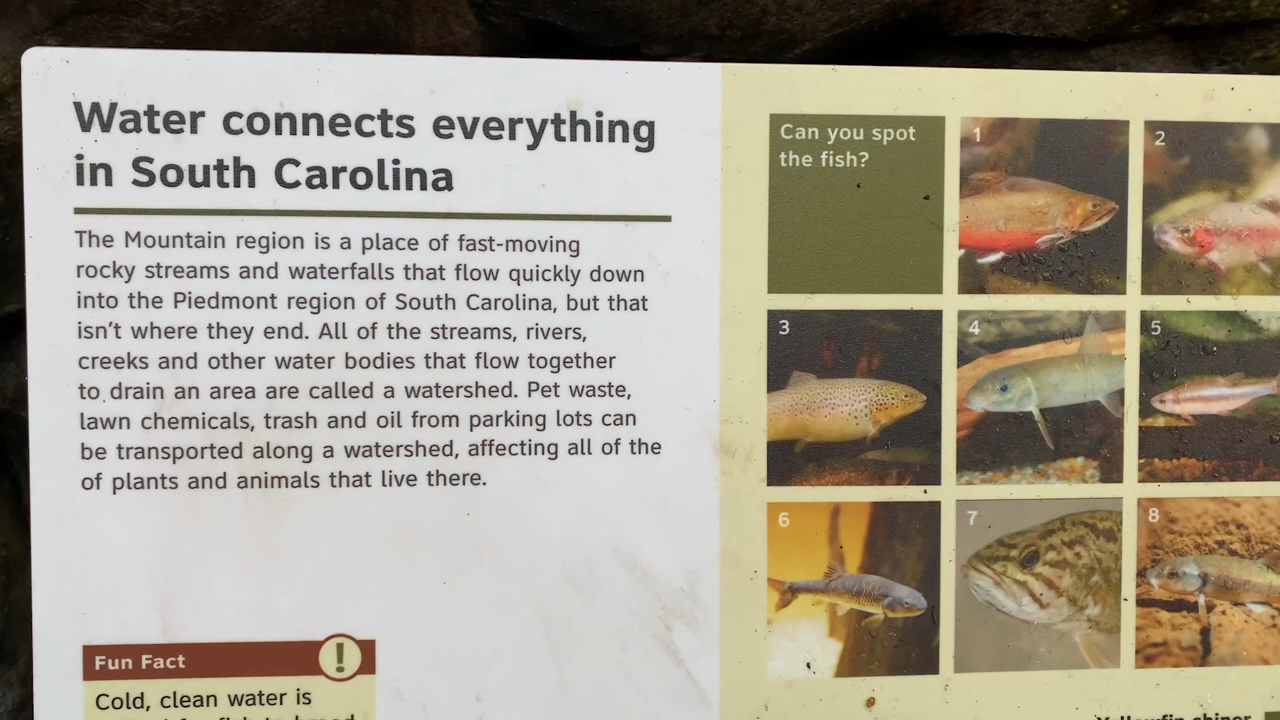 Water connects everything
in South Carolina
The Mountain region is a place of fast-moving
rocky streams and waterfalls that flow quickly down
into the Piedmont region of South Carolina, but that
isn't where they end. All of the streams, rivers,
creeks and other water bodies that flow together
to drain an area are called a watershed. Pet waste,
lawn chemicals, trash and oil from parking lots can
be transported along a watershed, affecting all of the
of plants and animals that live there.
Fun Fact
!
Cold, clean water is
Can you spot
the fish?
1
2
3
4
5
6
7
8
Yellowfin shiner